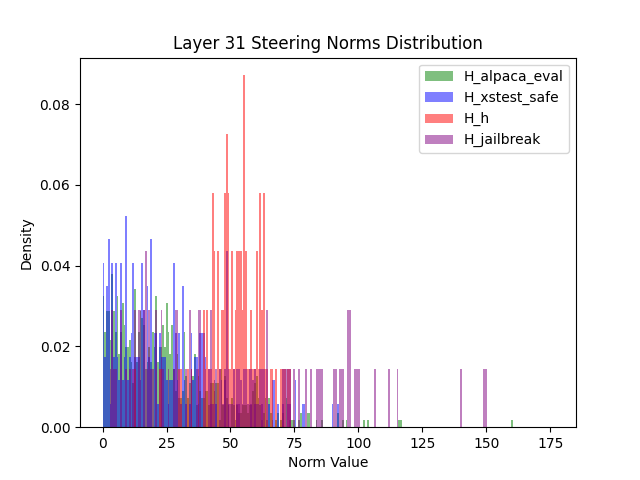 Layer 31 Steering Norms Distribution
H_alpaca_eval
H_xstest_safe
H_h
H_jailbreak
Density
0.08
0.06
0.04
0.02
0.00
0 25 50 75 100 125 150 175
Norm Value